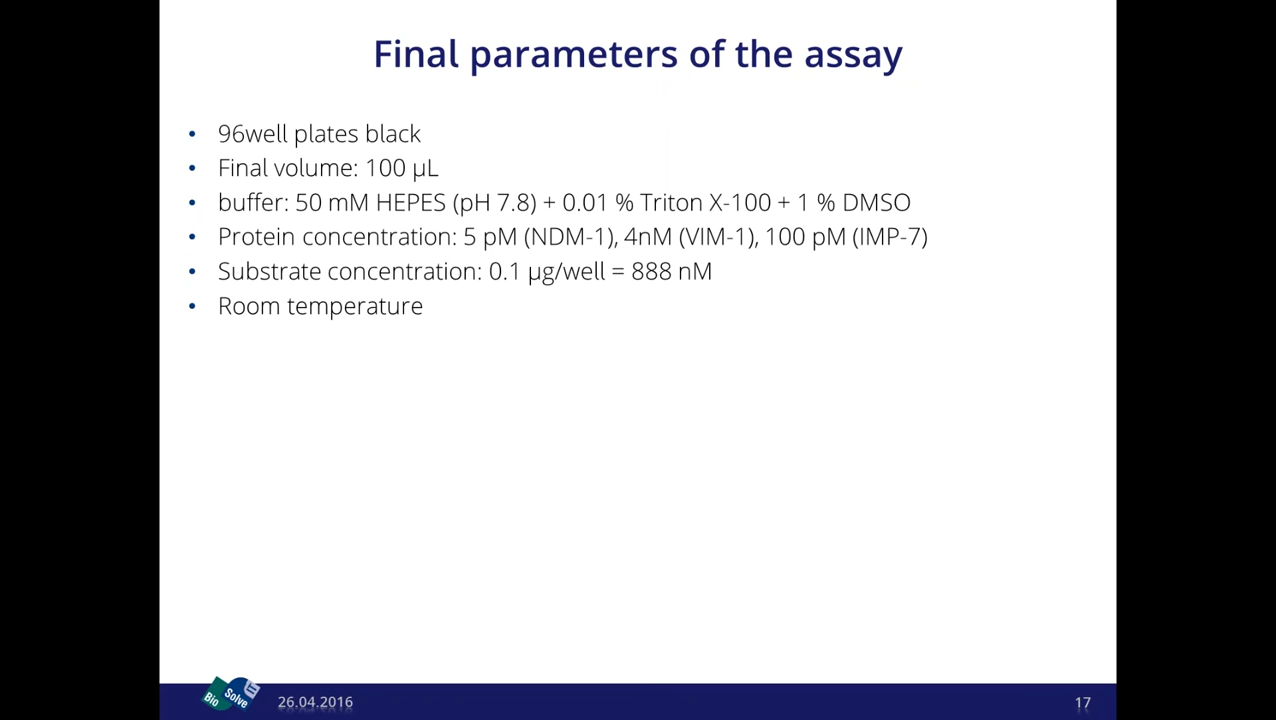 Final parameters of the assay
• 96well plates black
• Final volume: 100 µL
• buffer: 50 mM HEPES (pH 7.8) + 0.01 % Triton X-100 + 1 % DMSO
• Protein concentration: 5 pM (NDM-1), 4nM (VIM-1), 100 pM (IMP-7)
• Substrate concentration: 0.1 µg/well = 888 nM
• Room temperature
Bio Solve
26.04.2016
17